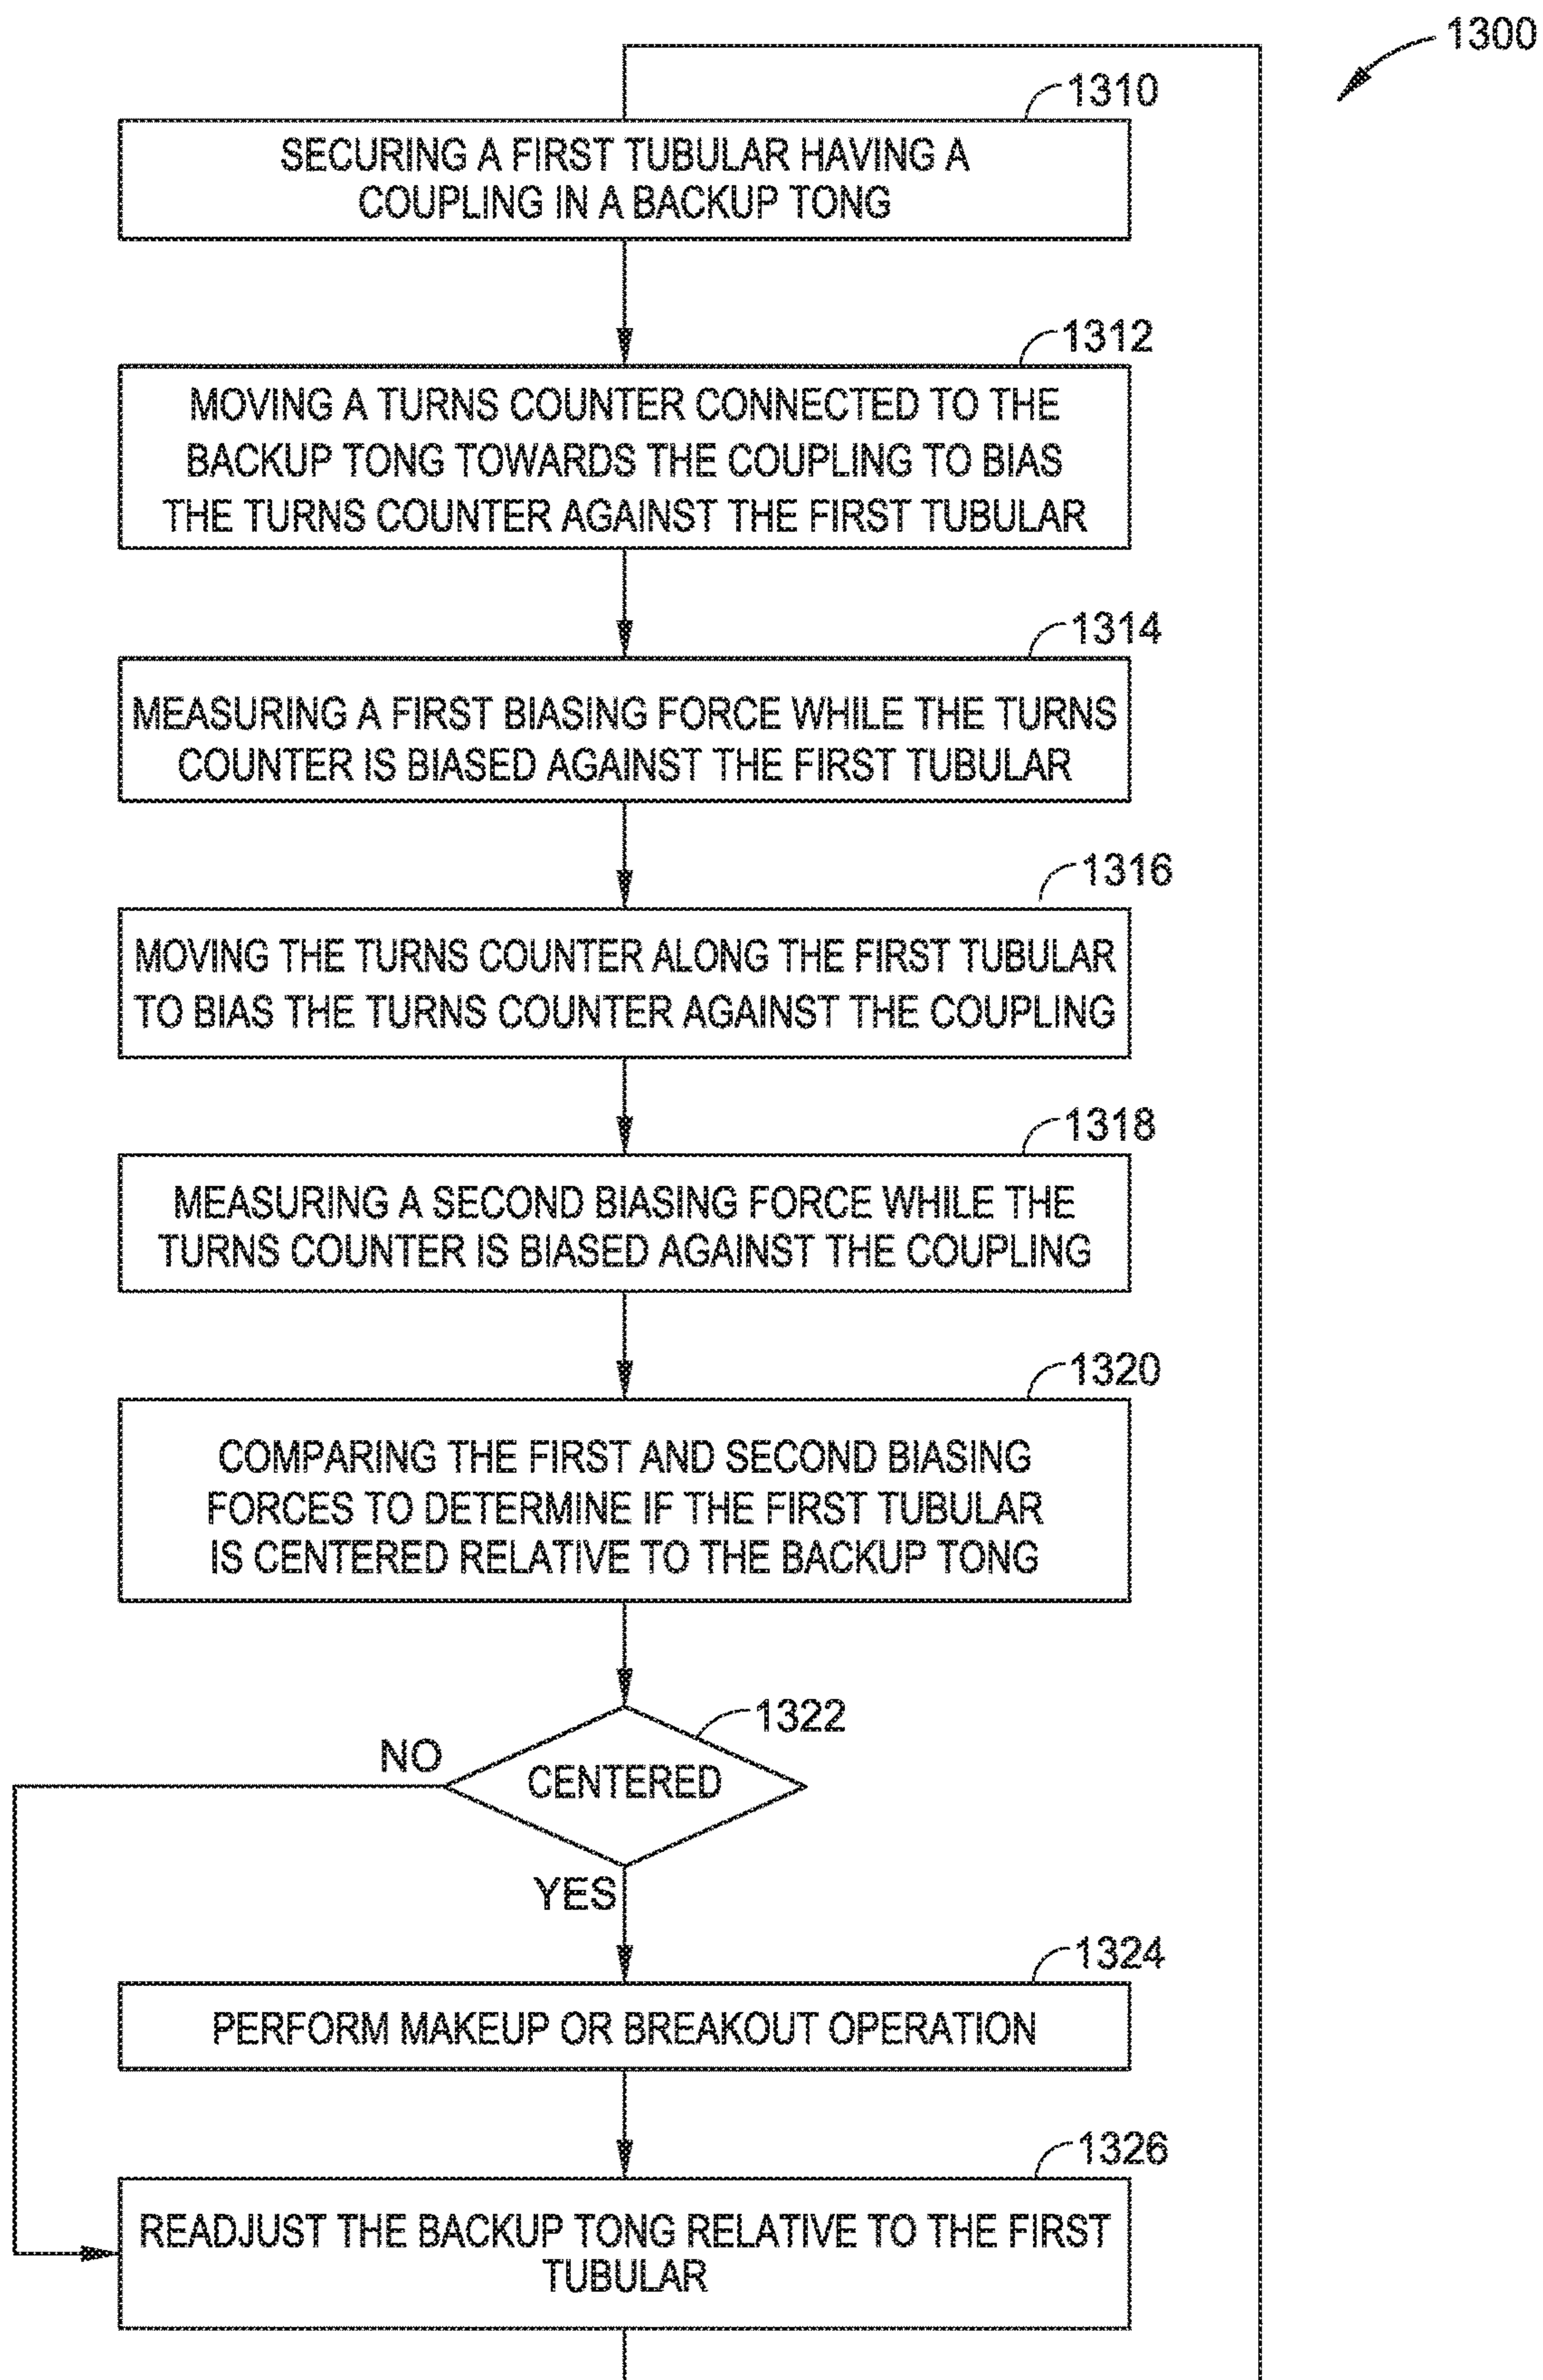 1300
1310
SECURING A FIRST TUBULAR HAVING A
COUPLING IN A BACKUP TONG
1312
MOVING A TURNS COUNTER CONNECTED TO THE
BACKUP TONG TOWARDS THE COUPLING TO BIAS
THE TURNS COUNTER AGAINST THE FIRST TUBULAR
1314
MEASURING A FIRST BIASING FORCE WHILE THE TURNS
COUNTER IS BIASED AGAINST THE FIRST TUBULAR
1316
MOVING THE TURNS COUNTER ALONG THE FIRST TUBULAR
TO BIAS THE TURNS COUNTER AGAINST THE COUPLING
1318
MEASURING A SECOND BIASING FORCE WHILE THE
TURNS COUNTER IS BIASED AGAINST THE COUPLING
1320
COMPARING THE FIRST AND SECOND BIASING
FORCES TO DETERMINE IF THE FIRST TUBULAR
IS CENTERED RELATIVE TO THE BACKUP TONG
1322
NO
CENTERED
YES
1324
PERFORM MAKEUP OR BREAKOUT OPERATION
1326
READJUST THE BACKUP TONG RELATIVE TO THE FIRST
TUBULAR